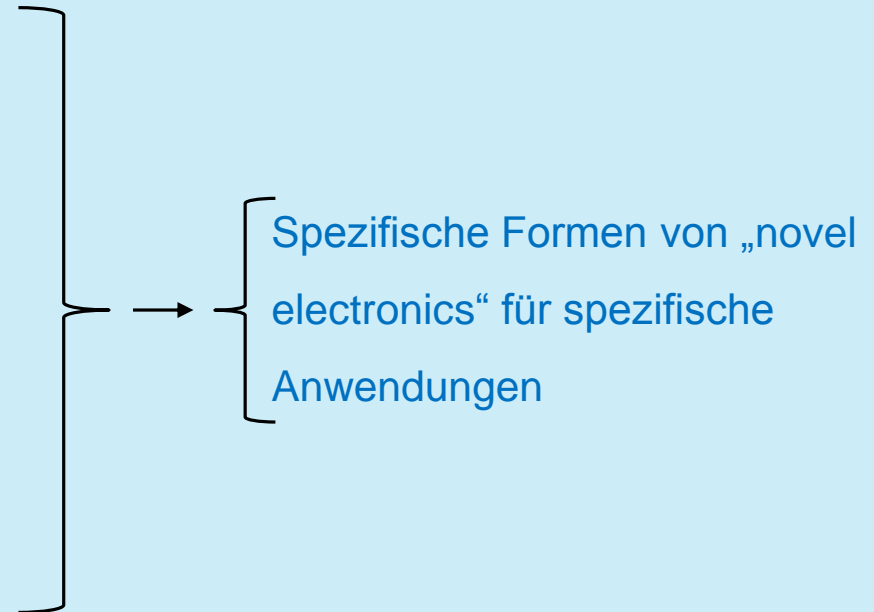 Spezifische Formen von „novel
electronics“ für spezifische
Anwendungen